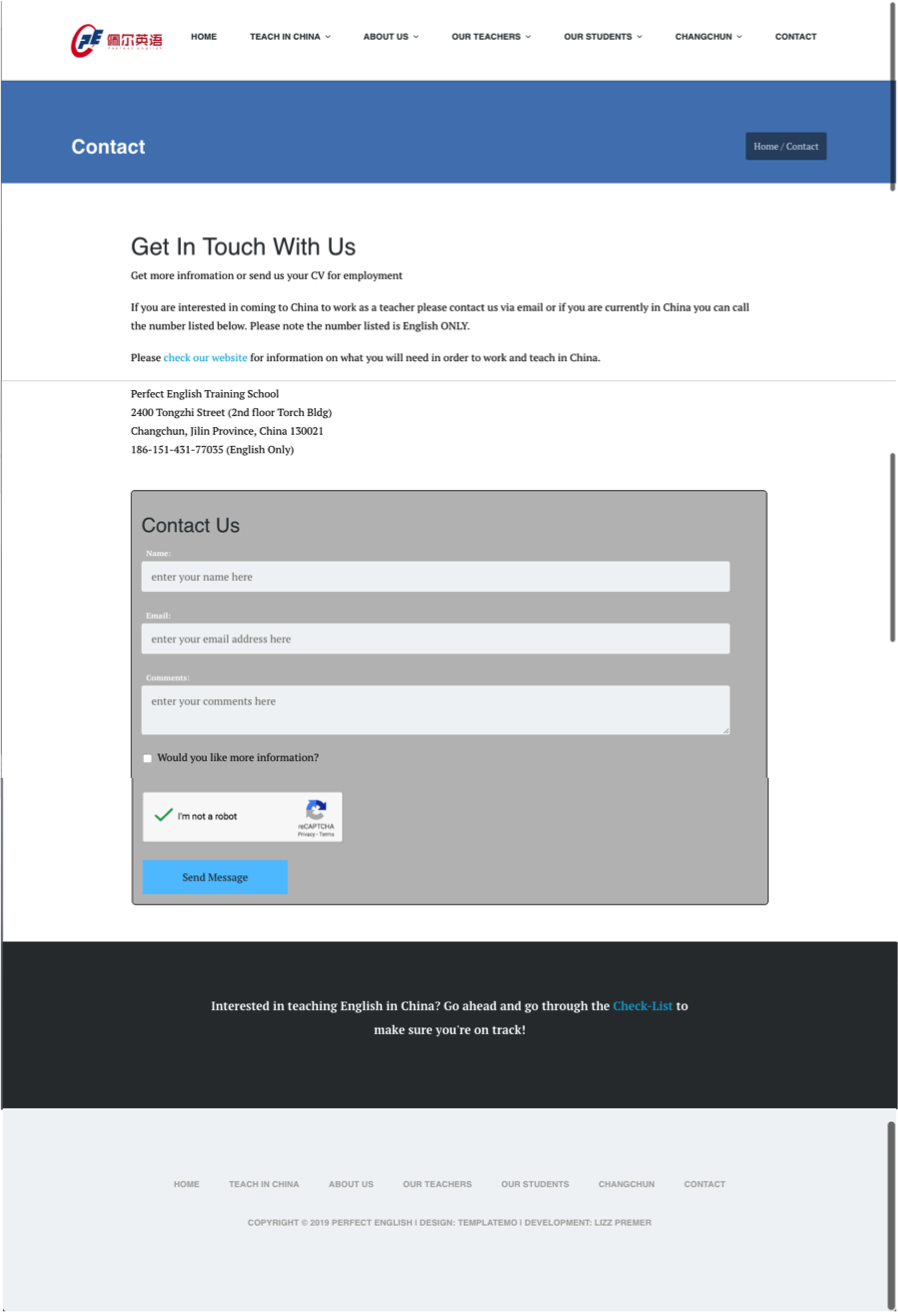 佩尔英语
Perfect English
HOME
TEACH IN CHINA
ABOUT US
OUR TEACHERS
OUR STUDENTS
CHANGCHUN
CONTACT
Contact
Home / Contact
Get In Touch With Us
Get more infromation or send us your CV for employment
If you are interested in coming to China to work as a teacher please contact us via email or if you are currently in China you can call
the number listed below. Please note the number listed is English ONLY.
Please check our website for information on what you will need in order to work and teach in China.
Perfect English Training School
2400 Tongzhi Street (2nd floor Torch Bldg)
Changchun, Jilin Province, China 130021
186-151-431-77035 (English Only)
Contact Us
Name:
enter your name here
Email:
enter your email address here
Comments:
enter your comments here
Would you like more information?
I'm not a robot
reCAPTCHA
Privacy - Terms
Send Message
Interested in teaching English in China? Go ahead and go through the Check-List to
make sure you're on track!
HOME
TEACH IN CHINA
ABOUT US
OUR TEACHERS
OUR STUDENTS
CHANGCHUN
CONTACT
COPYRIGHT © 2019 PERFECT ENGLISH | DESIGN: TEMPLATEMO | DEVELOPMENT: LIZZ PREMER